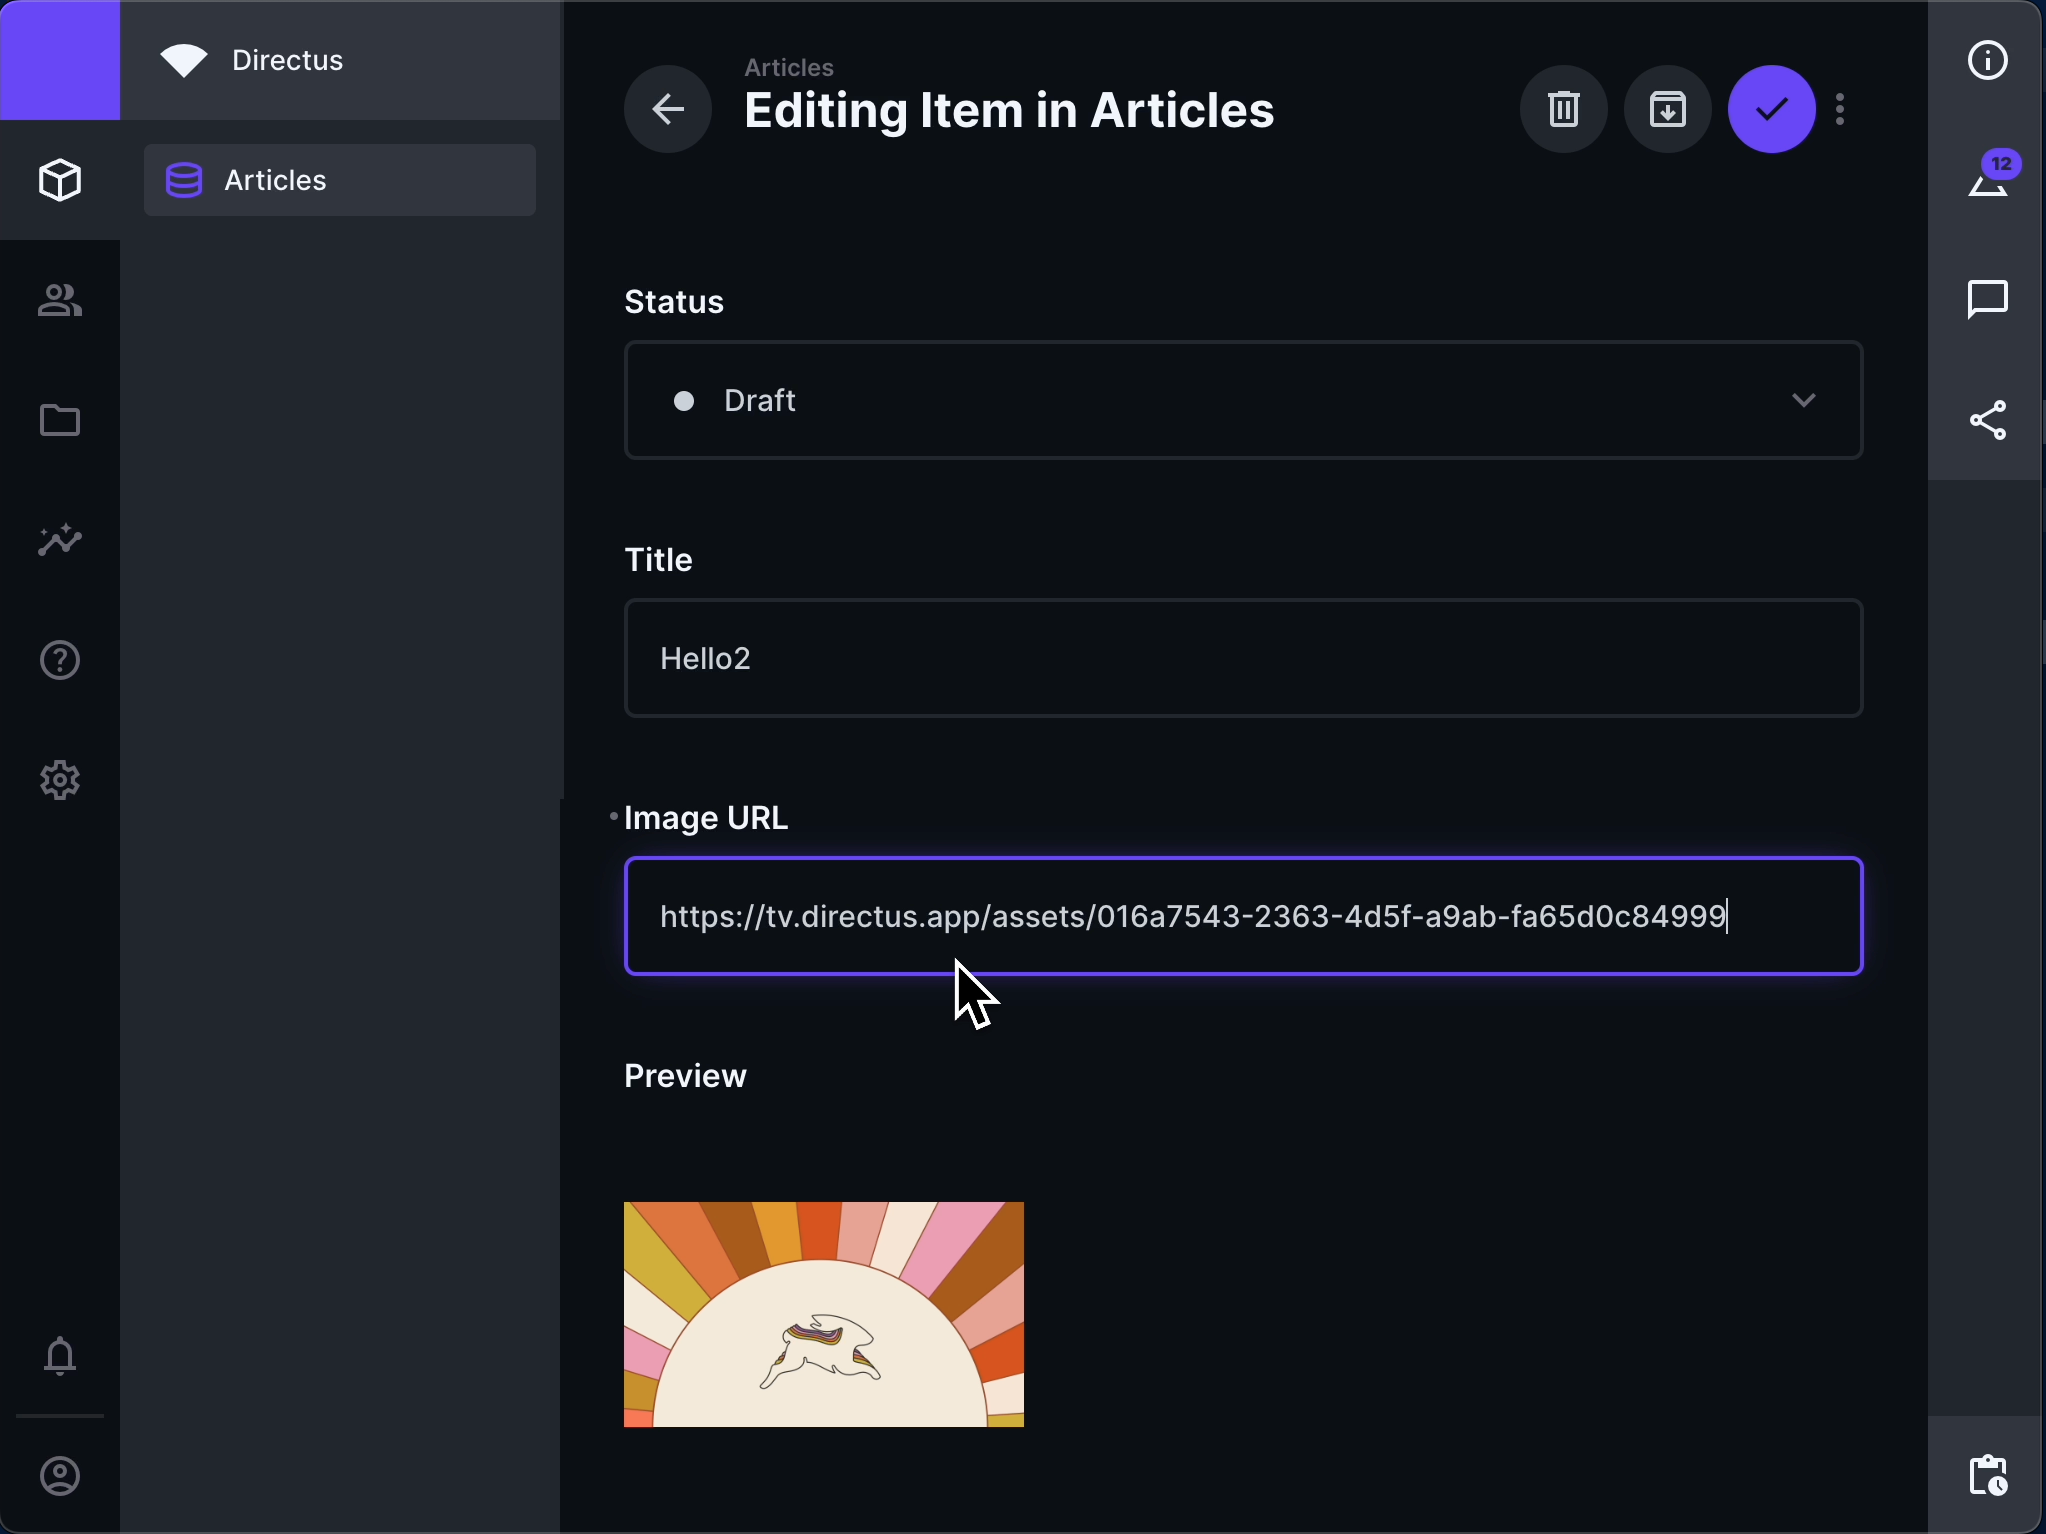 Directus
Articles
Articles
Editing Item in Articles
12
Status
Draft
Title
Hello2
Image URL
https://tv.directus.app/assets/016a7543-2363-4d5f-a9ab-fa65d0c84999
Preview